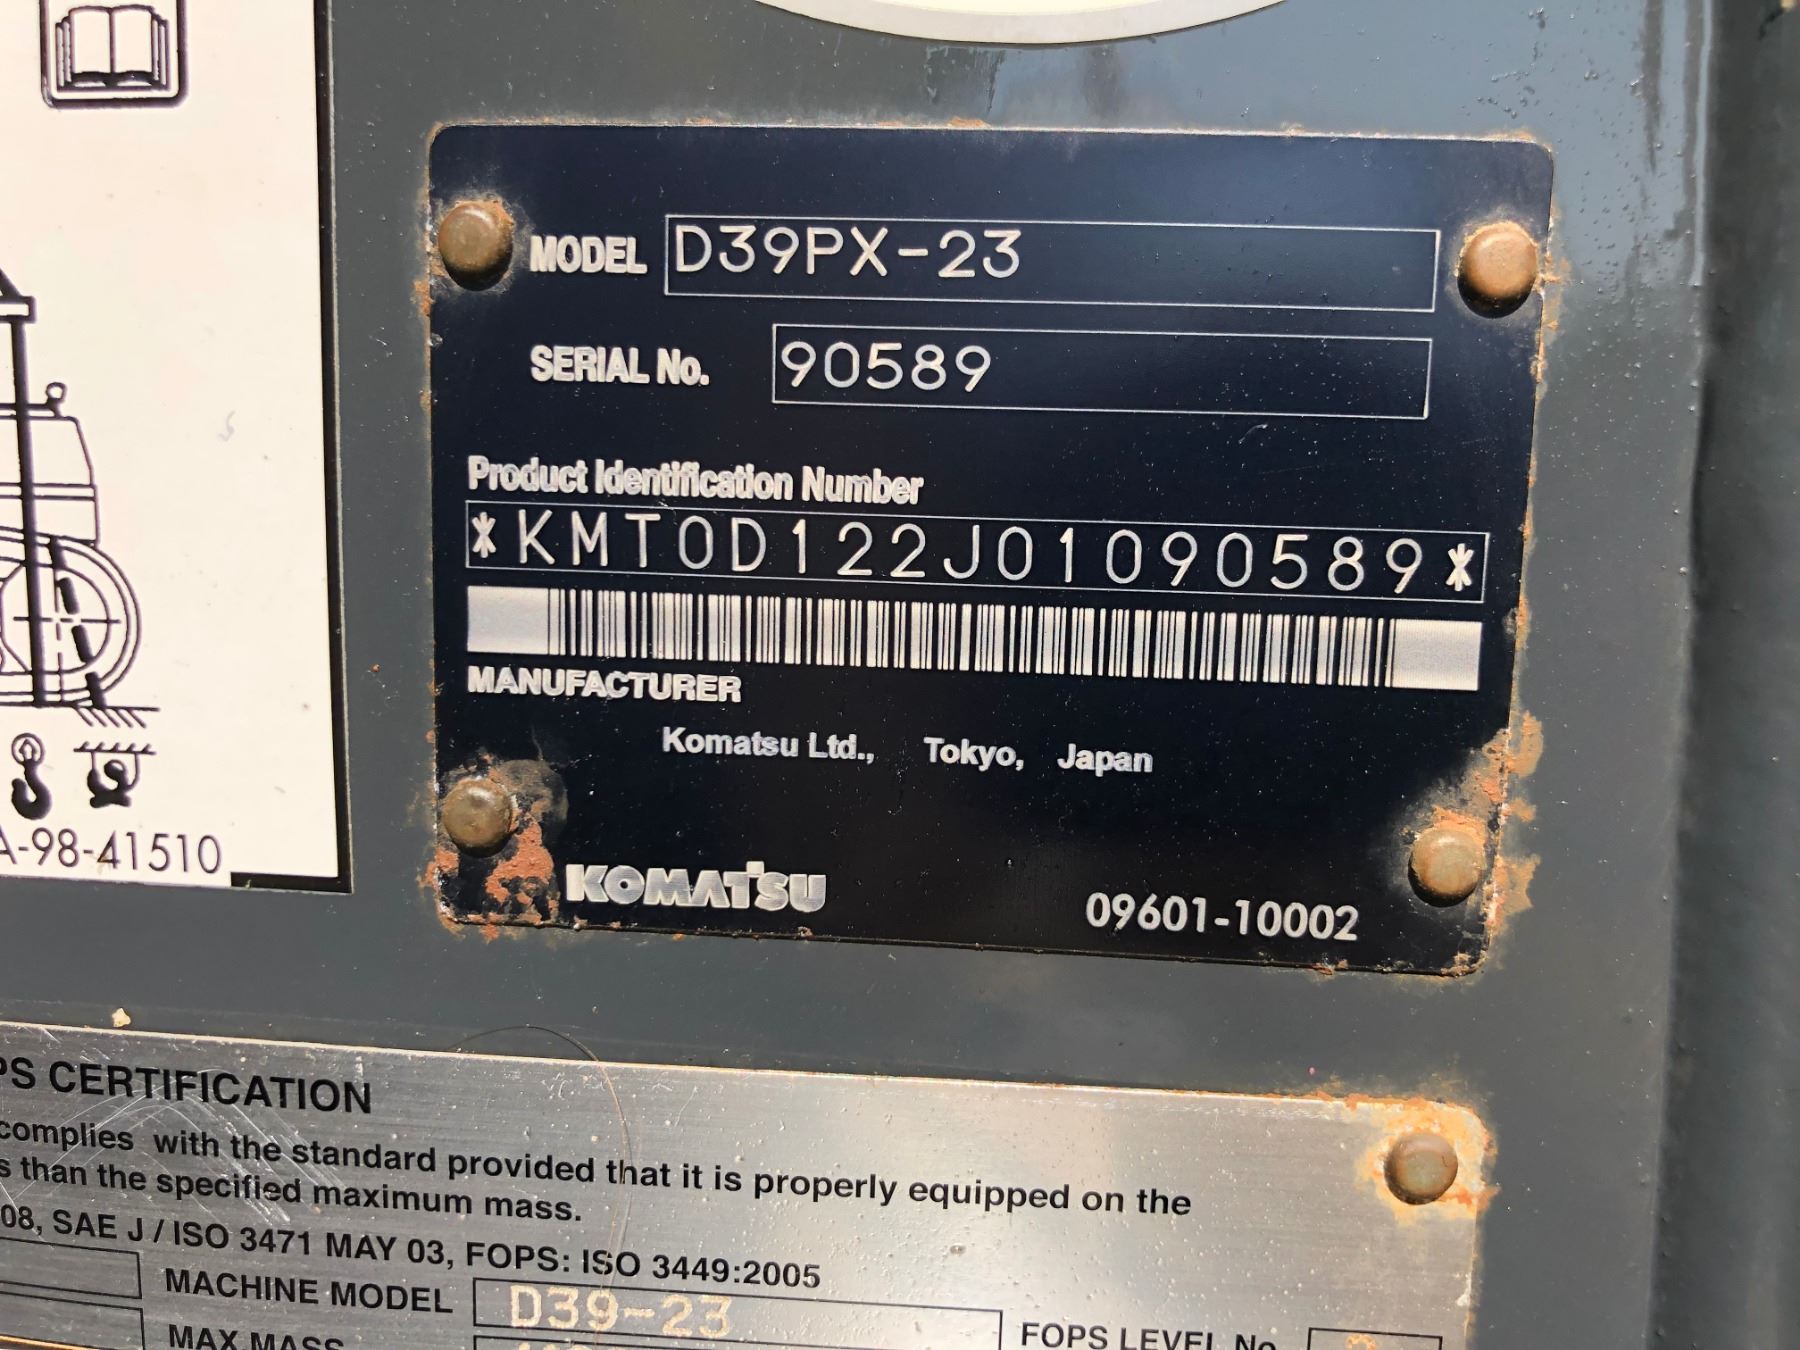 MODEL D39PX-23
SERIAL No. 90589
Product Identification Number
*KMT0D122J01090589*
MANUFACTURER
Komatsu Ltd., Tokyo, Japan
KOMATSU 09601-10002
A-98-41510
PS CERTIFICATION
complies with the standard provided that it is properly equipped on the
s than the specified maximum mass.
08, SAE J / ISO 3471 MAY 03, FOPS: ISO 3449:2005
MACHINE MODEL D39-23
MAX MASS
FOPS LEVEL No